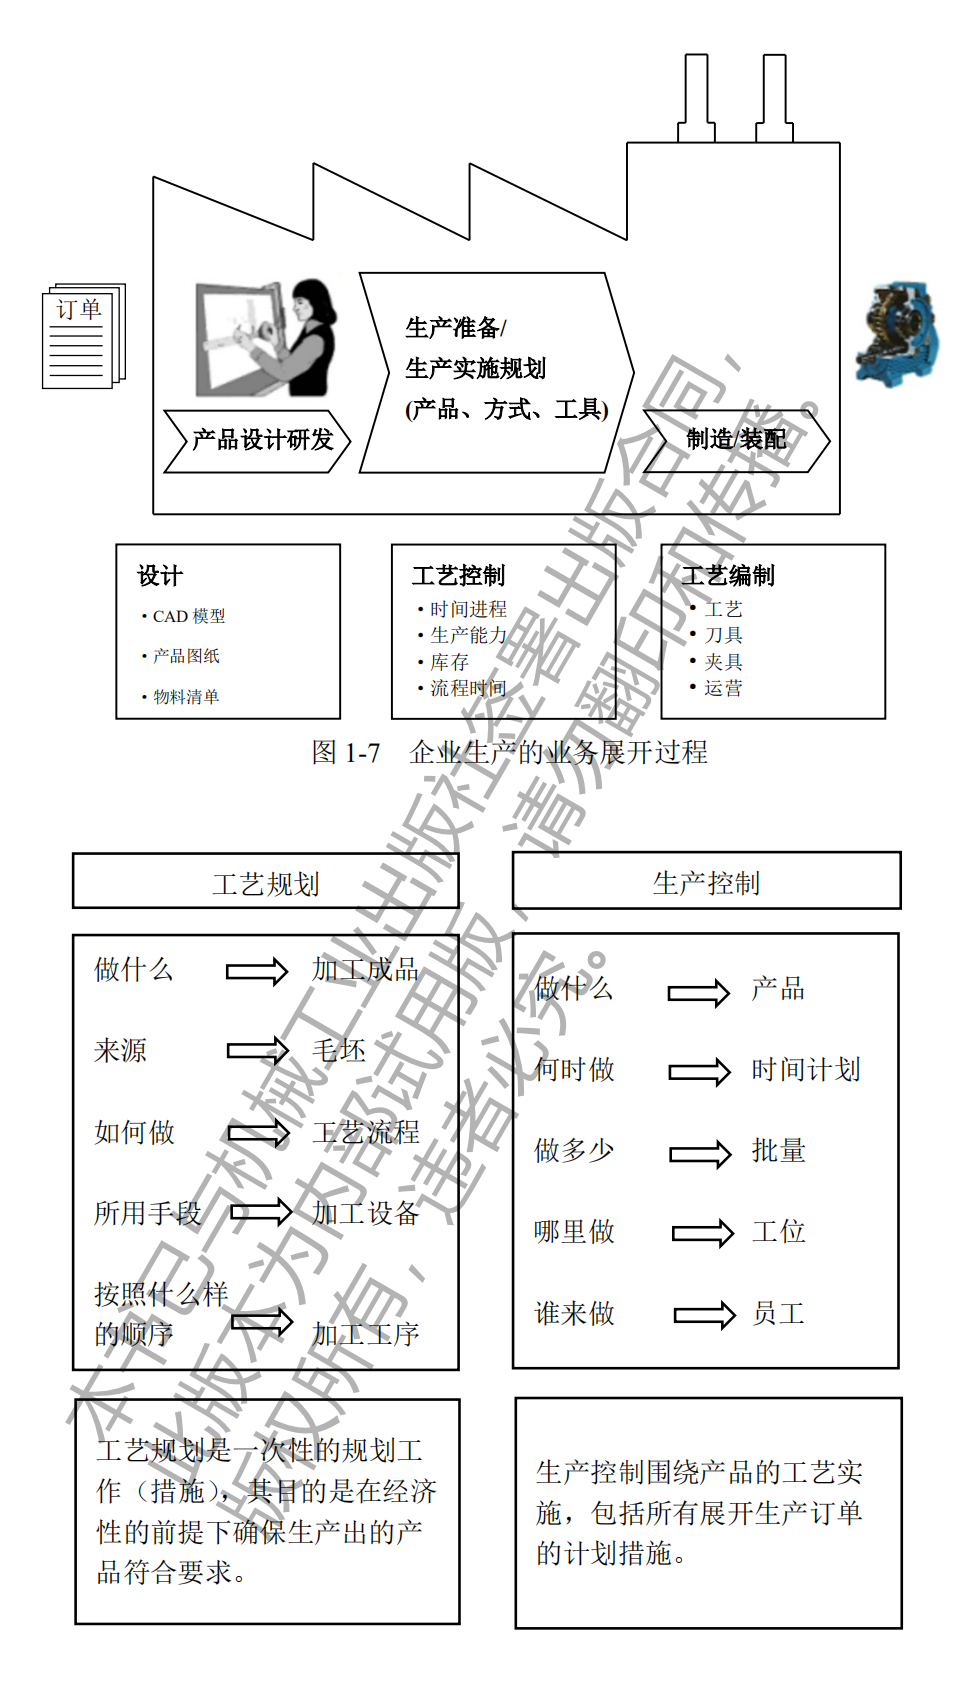 订单
生产准备/
生产实施规划
(产品、方式、工具)
产品设计研发
制造/装配
设计
·CAD 模型
·产品图纸
·物料清单
工艺控制
·时间进程
·生产能力
·库存
·流程时间
工艺编制
·工艺
·刀具
·夹具
·运营
图 1-7 企业生产的业务展开过程
工艺规划
做什么 加工成品
来源 毛坯
如何做 工艺流程
所用手段 加工设备
按照什么样
的顺序 加工工序
工艺规划是一次性的规划工
作（措施），其目的是在经济
性的前提下确保生产出的产
品符合要求。
生产控制
做什么 产品
何时做 时间计划
做多少 批量
哪里做 工位
谁来做 员工
生产控制围绕产品的工艺实
施，包括所有展开生产订单
的计划措施。
本书已与机械工业出版社签署出版合同，
此版本为内部试用版，请勿翻印和传播。
版权所有，违者必究。